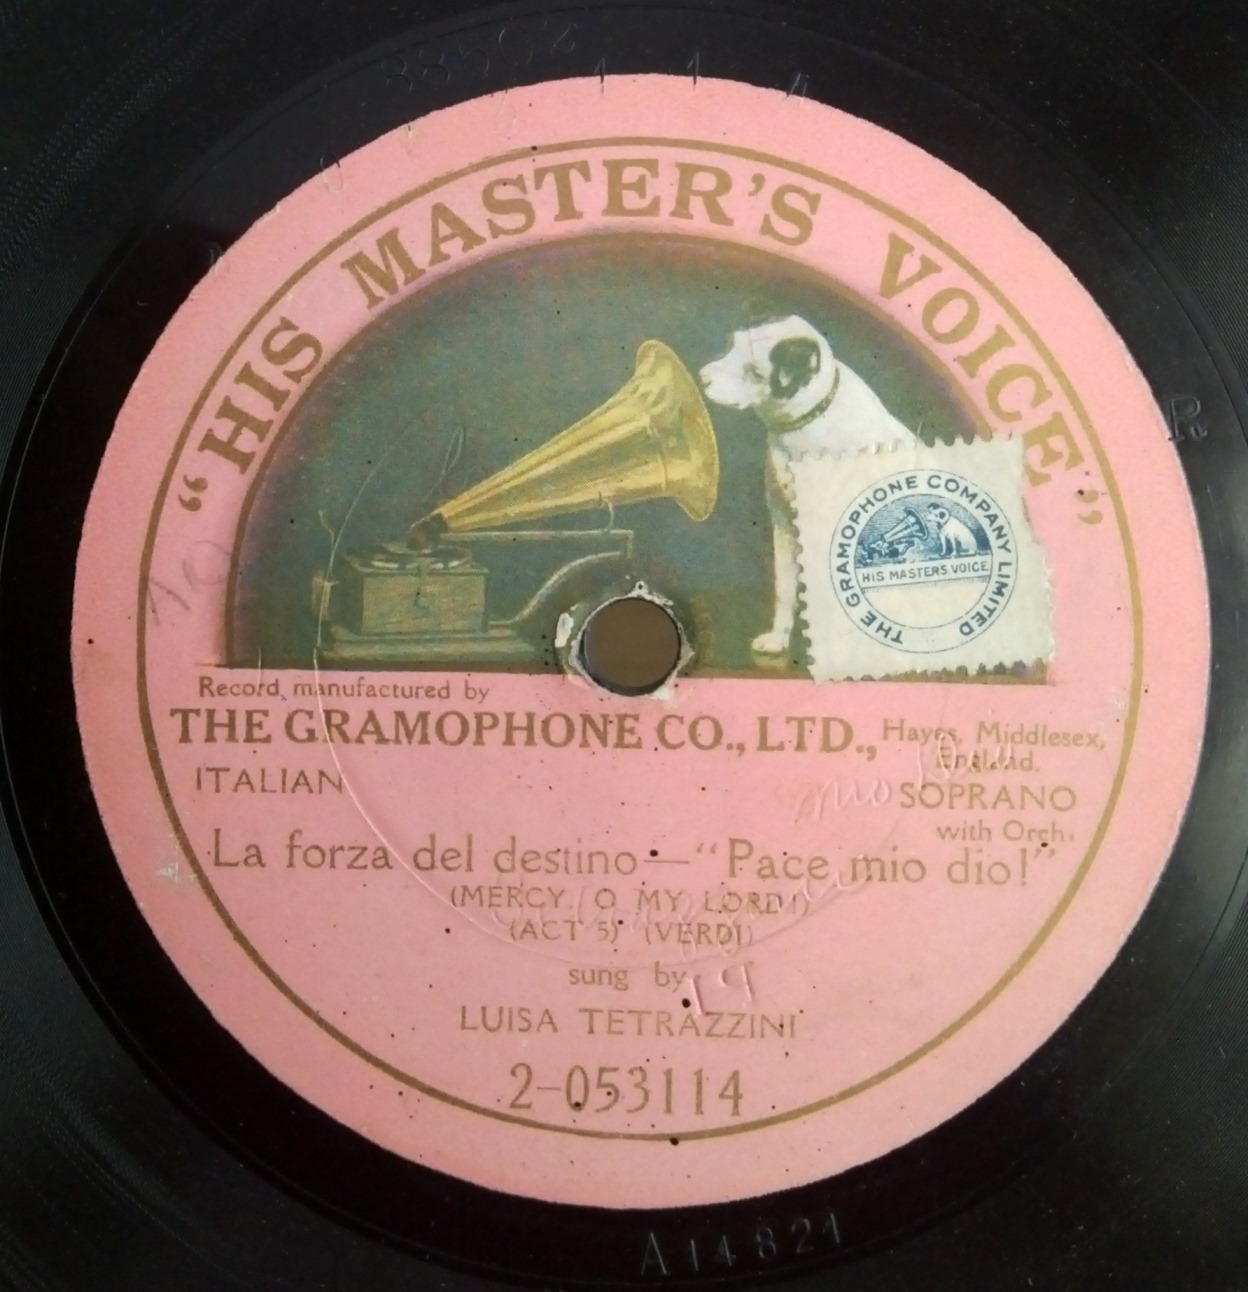 88502
“HIS MASTER'S VOICE”
R
THE GRAMOPHONE COMPANY LIMITED
HIS MASTERS VOICE
Record manufactured by
THE GRAMOPHONE CO., LTD., Hayes, Middlesex, England.
ITALIAN
SOPRANO
with Orch.
La forza del destino—“Pace mio dio!”
(MERCY, O MY LORD!)
(ACT 5) (VERDI)
sung by
LUISA TETRAZZINI
2-053114
A14821